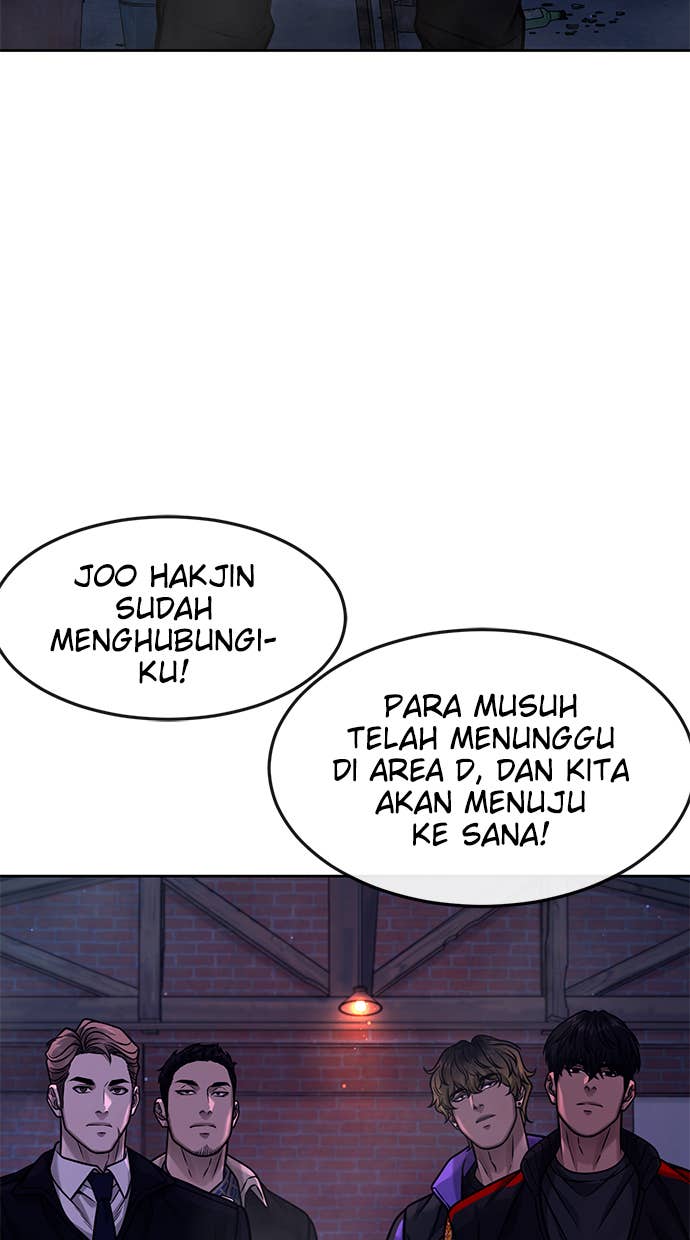 JOO HAKJIN
SUDAH
MENGHUBUNGI-
KU!
PARA MUSUH
TELAH MENUNGGU
DI AREA D, DAN KITA
AKAN MENUJU
KE SANA!